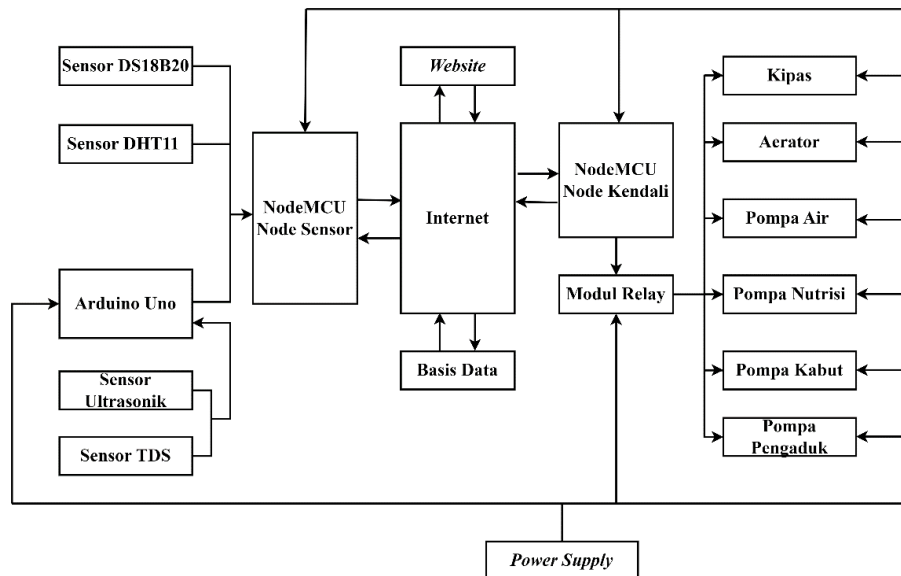 Sensor DS18B20
Sensor DHT11
Arduino Uno
Sensor
Ultrasonik
Sensor TDS
NodeMCU
Node Sensor
Website
Internet
Basis Data
NodeMCU
Node Kendali
Modul Relay
Kipas
Aerator
Pompa Air
Pompa Nutrisi
Pompa Kabut
Pompa
Pengaduk
Power Supply